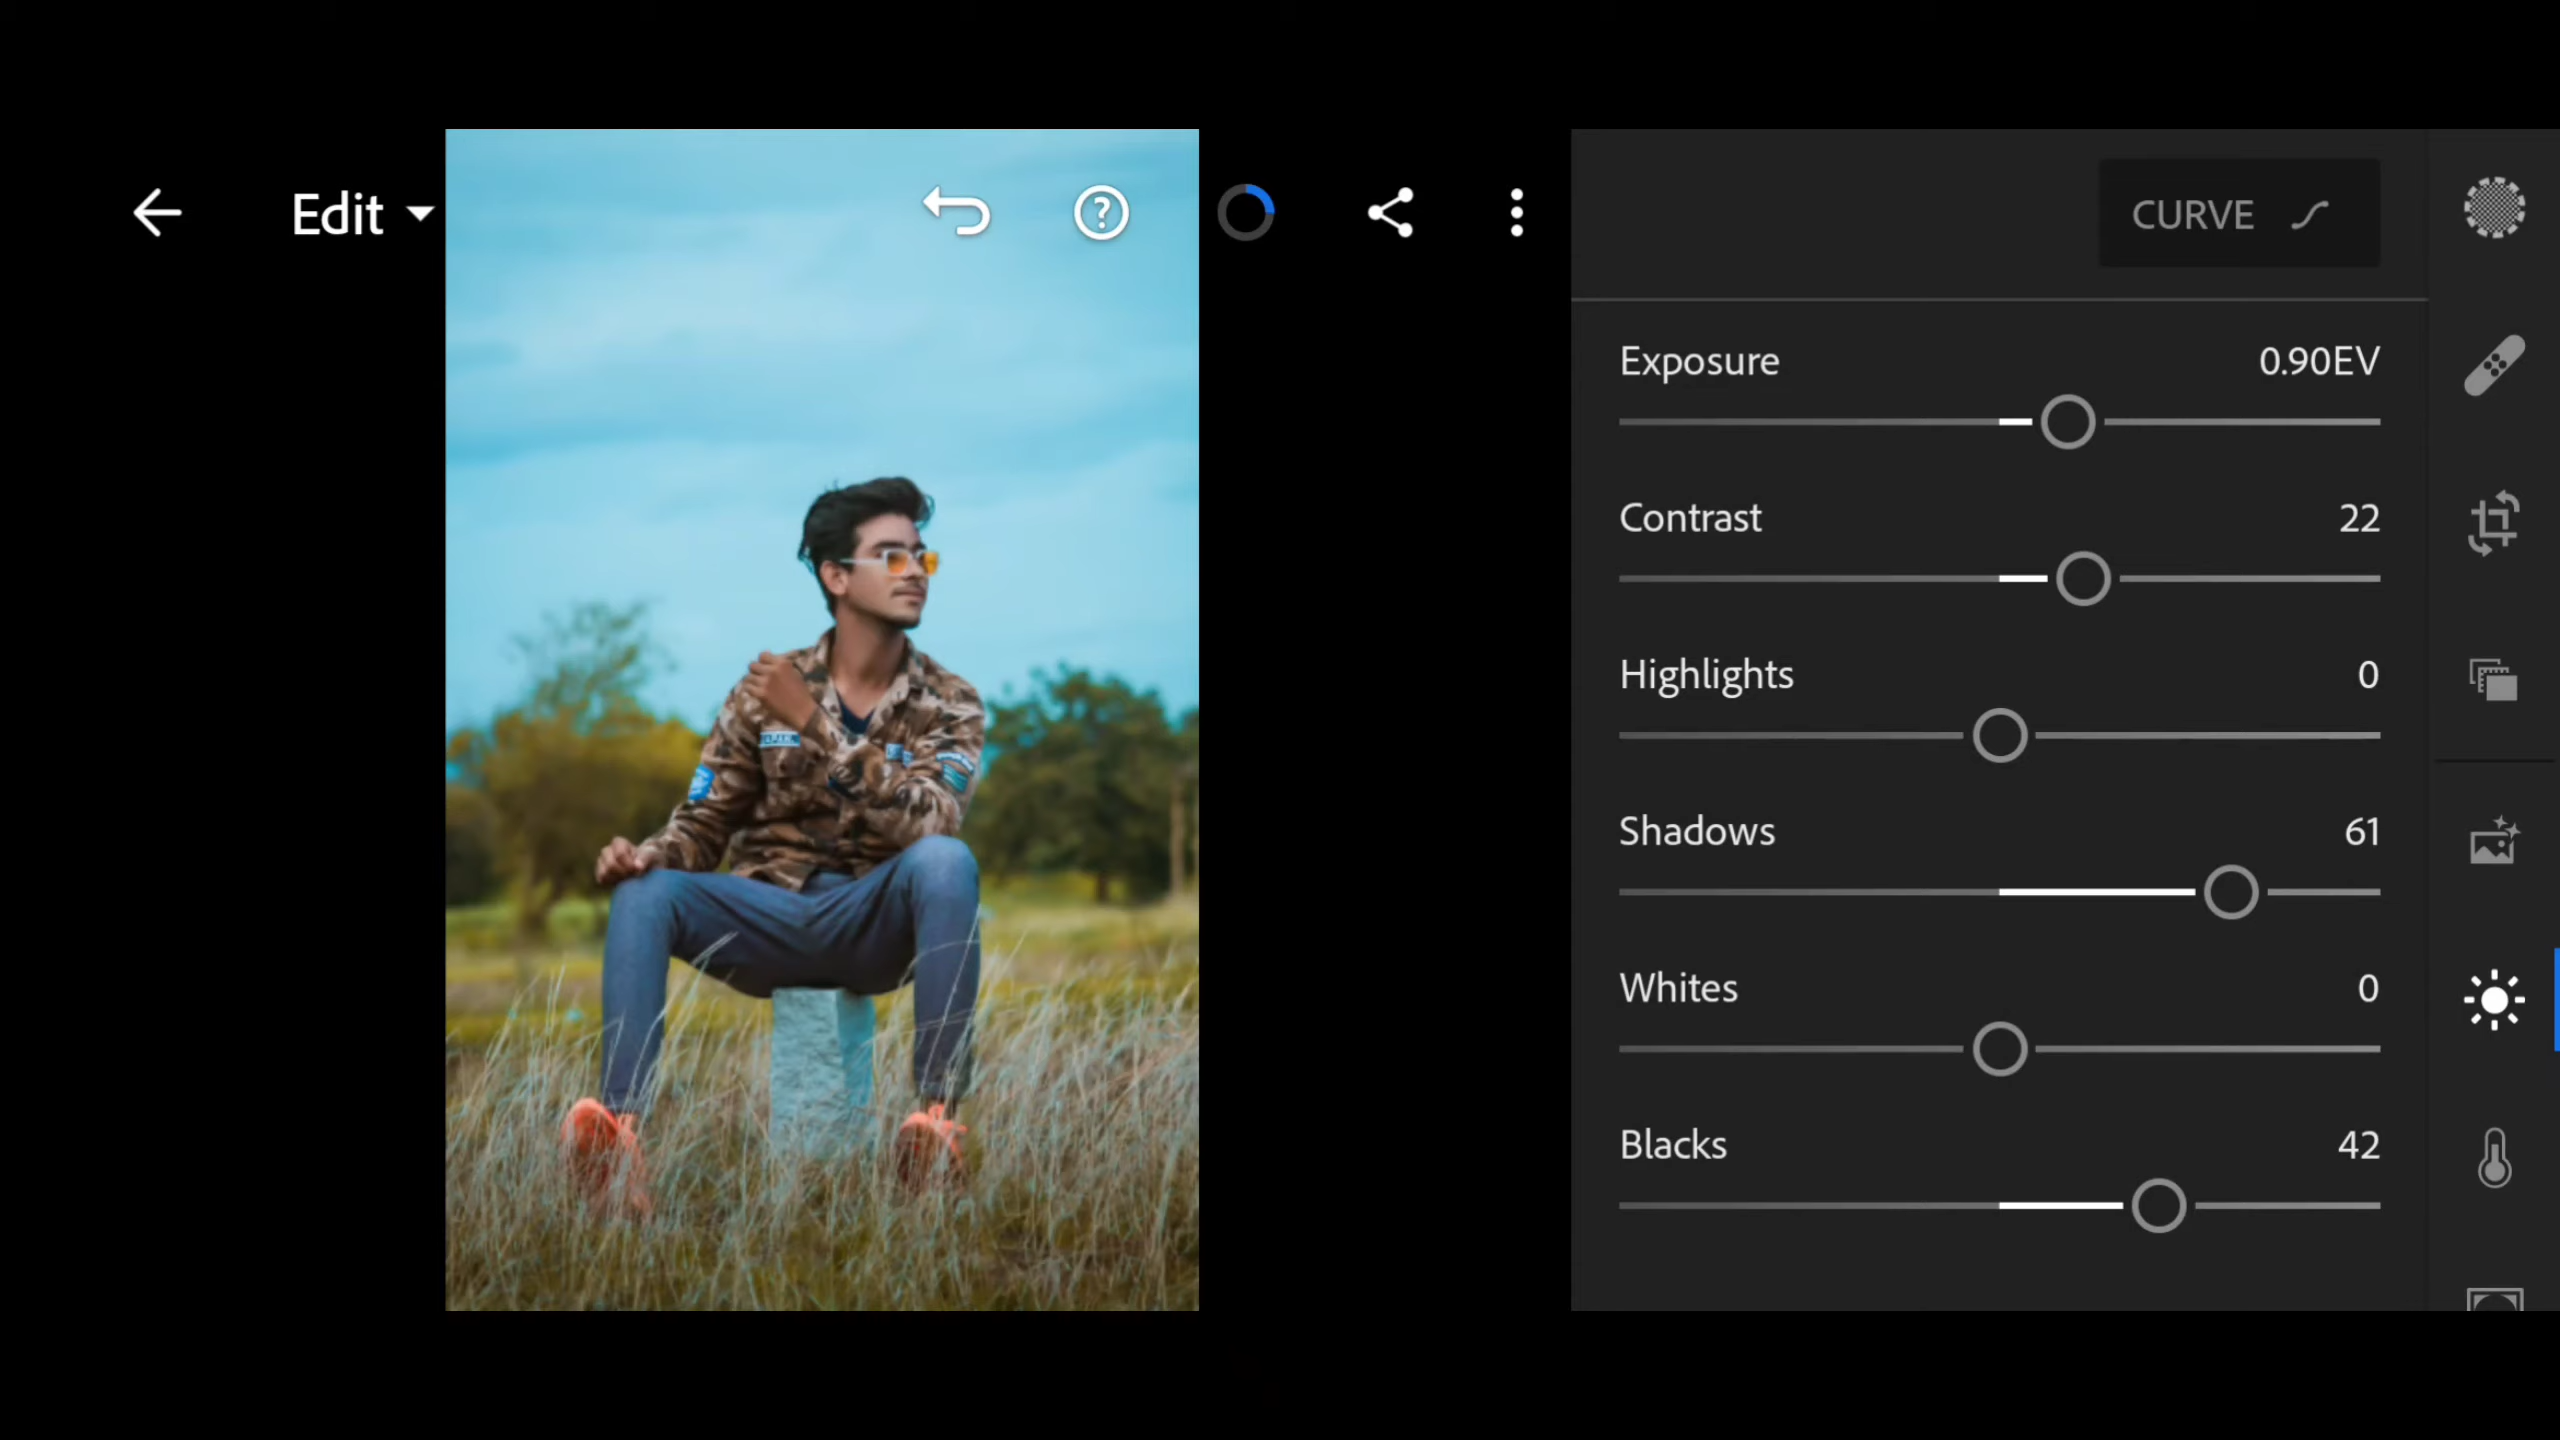 Edit
CURVE
Exposure 0.90EV
Contrast 22
Highlights 0
Shadows 61
Whites 0
Blacks 42